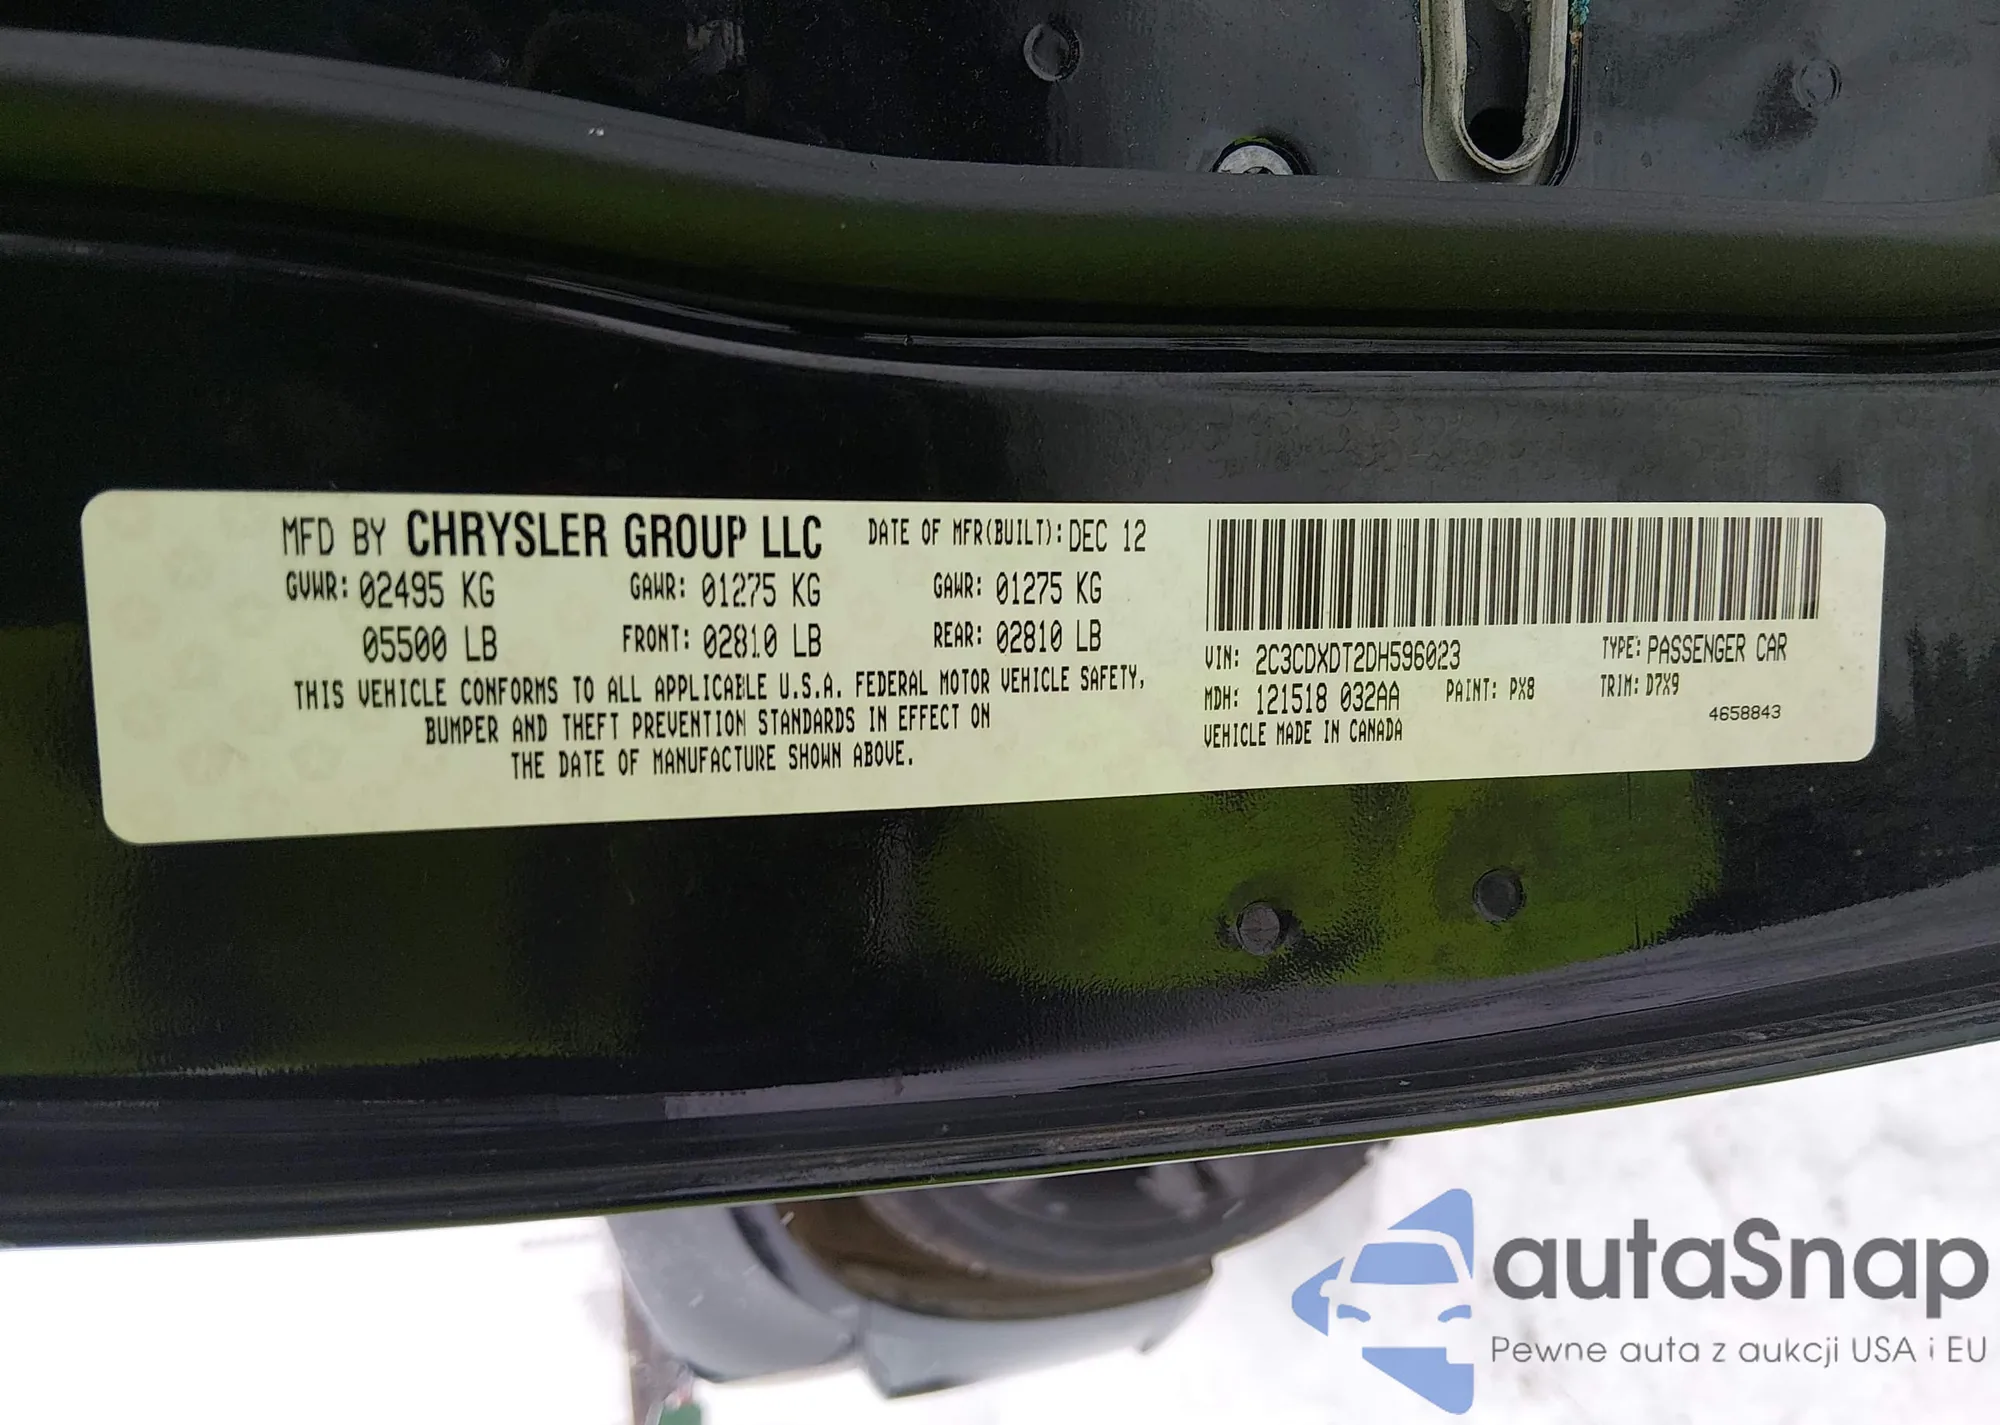 MFD BY CHRYSLER GROUP LLC DATE OF MFR(BUILT): DEC 12
GVWR: 02495 KG GAWR: 01275 KG GAWR: 01275 KG
05500 LB FRONT: 02810 LB REAR: 02810 LB
THIS VEHICLE CONFORMS TO ALL APPLICABLE U.S.A. FEDERAL MOTOR VEHICLE SAFETY,
BUMPER AND THEFT PREVENTION STANDARDS IN EFFECT ON
THE DATE OF MANUFACTURE SHOWN ABOVE.
VIN: 2C3CDXDT2DH596023 TYPE: PASSENGER CAR
MDH: 121518 032AA PAINT: PX8 TRIM: D7X9
VEHICLE MADE IN CANADA 4658843
autaSnap
Pewne auta z aukcji USA i EU